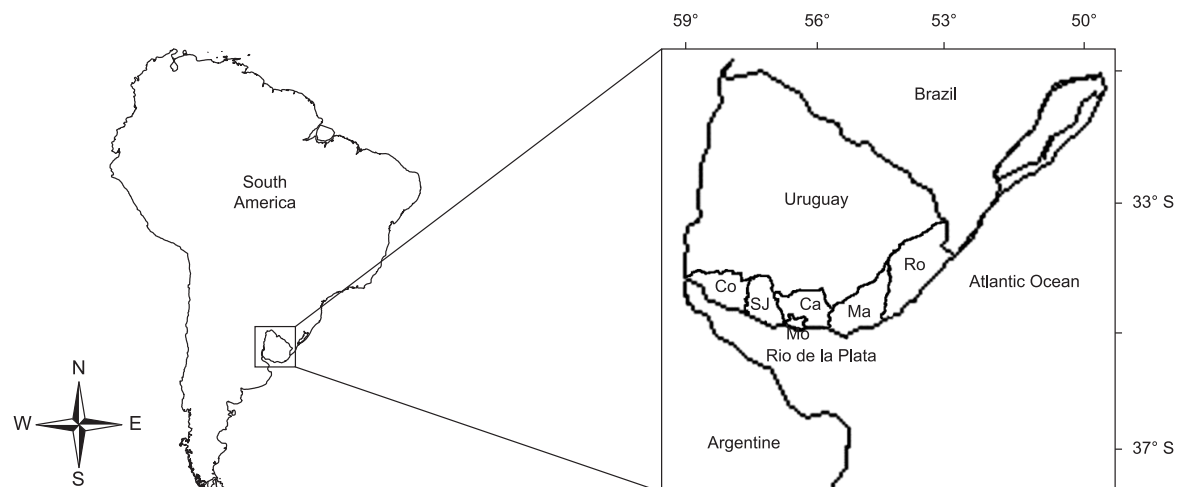 59° 56° 53° 50°
Brazil
South
America
Uruguay
33° S
Ro
Atlantic Ocean
Co
SJ
Ca
Ma
Mo
Rio de la Plata
N
W E
S
Argentine
37° S